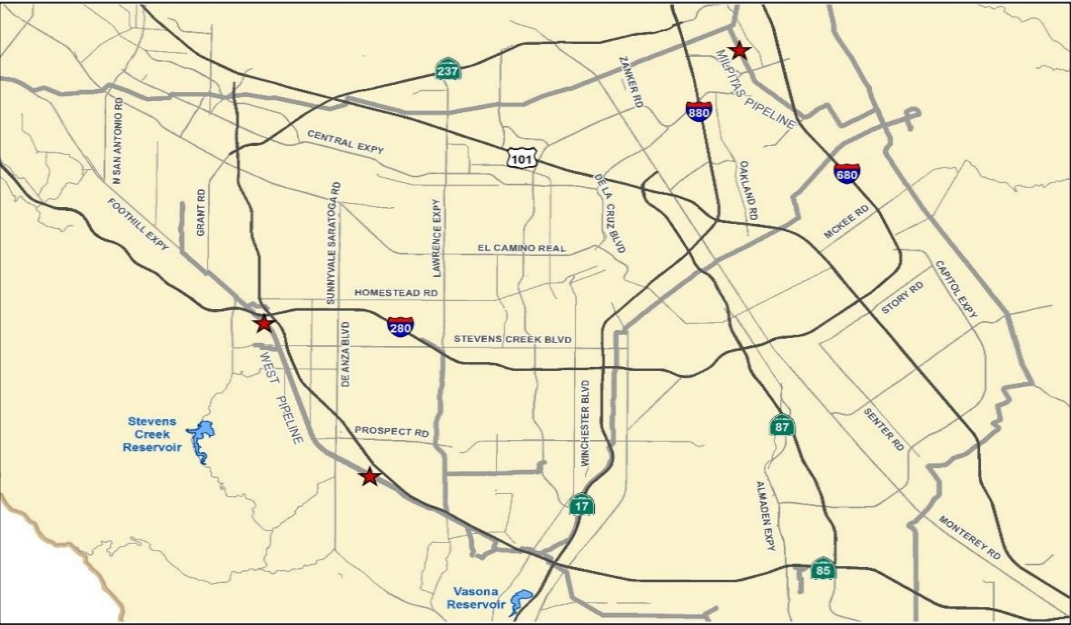 237
ZANKER RD
MILPITAS PIPELINE
880
N SAN ANTONIO RD
CENTRAL EXPY
101
680
OAKLAND RD
GRANT RD
FOOTHILL EXPY
SUNNYVALE SARATOGA RD
LAWRENCE EXPY
DE LA CRUZ BLVD
MCKEE RD
EL CAMINO REAL
CAPITOL EXPY
HOMESTEAD RD
STORY RD
280
STEVENS CREEK BLVD
DE ANZA BLVD
WEST PIPELINE
WINCHESTER BLVD
Stevens
Creek
Reservoir
PROSPECT RD
87
SENTER RD
17
ALMADEN EXPY
MONTEREY RD
85
Vasona
Reservoir